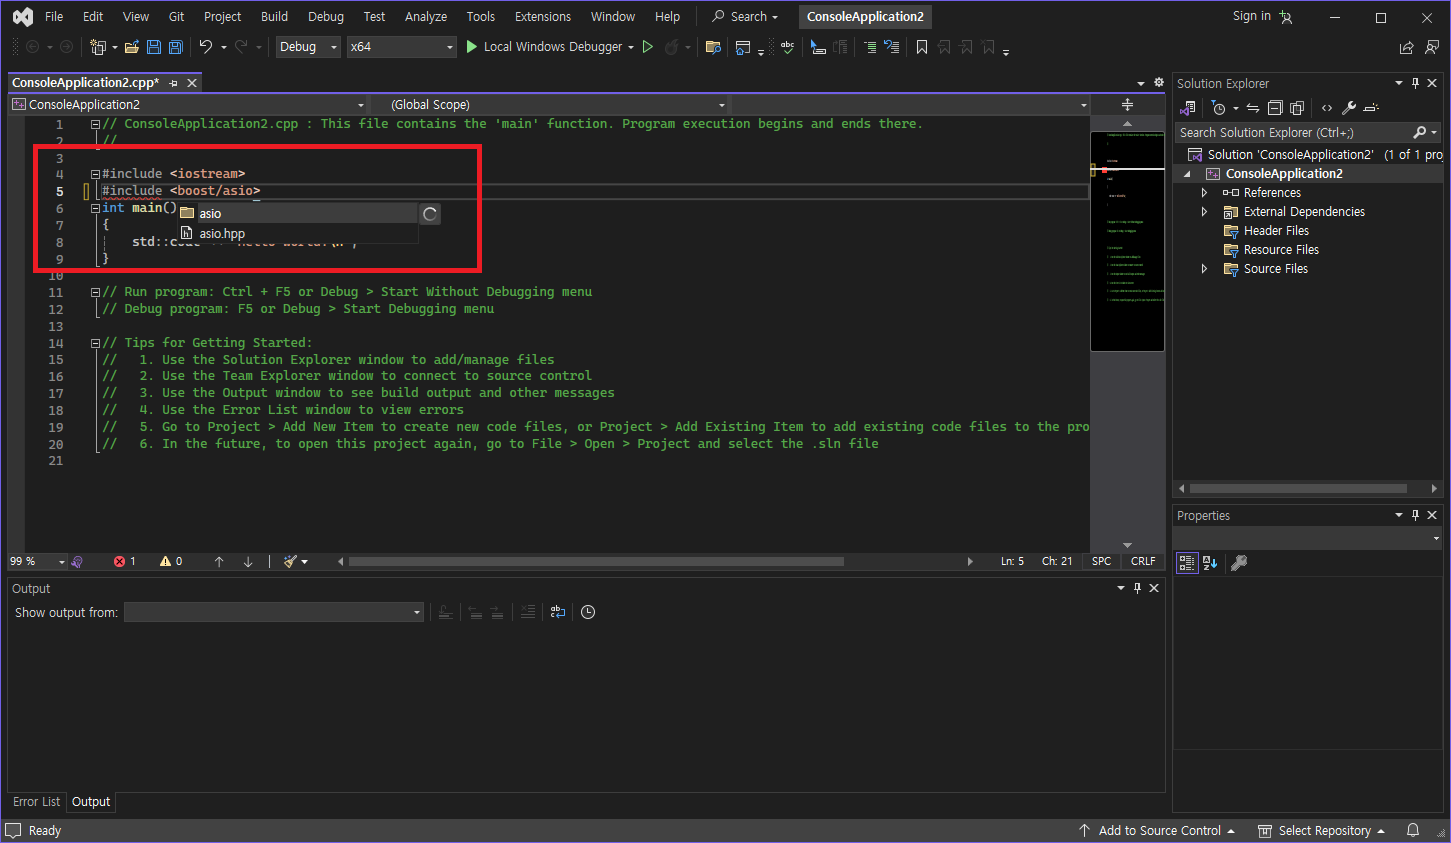 File Edit View Git Project Build Debug Test Analyze Tools Extensions Window Help Search ConsoleApplication2 Sign in
Debug x64 Local Windows Debugger
ConsoleApplication2.cpp*
ConsoleApplication2 (Global Scope)
1 // ConsoleApplication2.cpp : This file contains the 'main' function. Program execution begins and ends there.
2 //
3
4 #include <iostream>
5 #include <boost/asio>
6 int main()
asio
7 {
asio.hpp
8 std::cout
9 }
10
11 // Run program: Ctrl + F5 or Debug > Start Without Debugging menu
12 // Debug program: F5 or Debug > Start Debugging menu
13
14 // Tips for Getting Started:
15 // 1. Use the Solution Explorer window to add/manage files
16 // 2. Use the Team Explorer window to connect to source control
17 // 3. Use the Output window to see build output and other messages
18 // 4. Use the Error List window to view errors
19 // 5. Go to Project > Add New Item to create new code files, or Project > Add Existing Item to add existing code files to the pro
20 // 6. In the future, to open this project again, go to File > Open > Project and select the .sln file
21
99 % 1 0 Ln: 5 Ch: 21 SPC CRLF
Solution Explorer
Search Solution Explorer (Ctrl+;)
Solution 'ConsoleApplication2' (1 of 1 pro
ConsoleApplication2
References
External Dependencies
Header Files
Resource Files
Source Files
Properties
Output
Show output from:
Error List Output
Ready Add to Source Control Select Repository